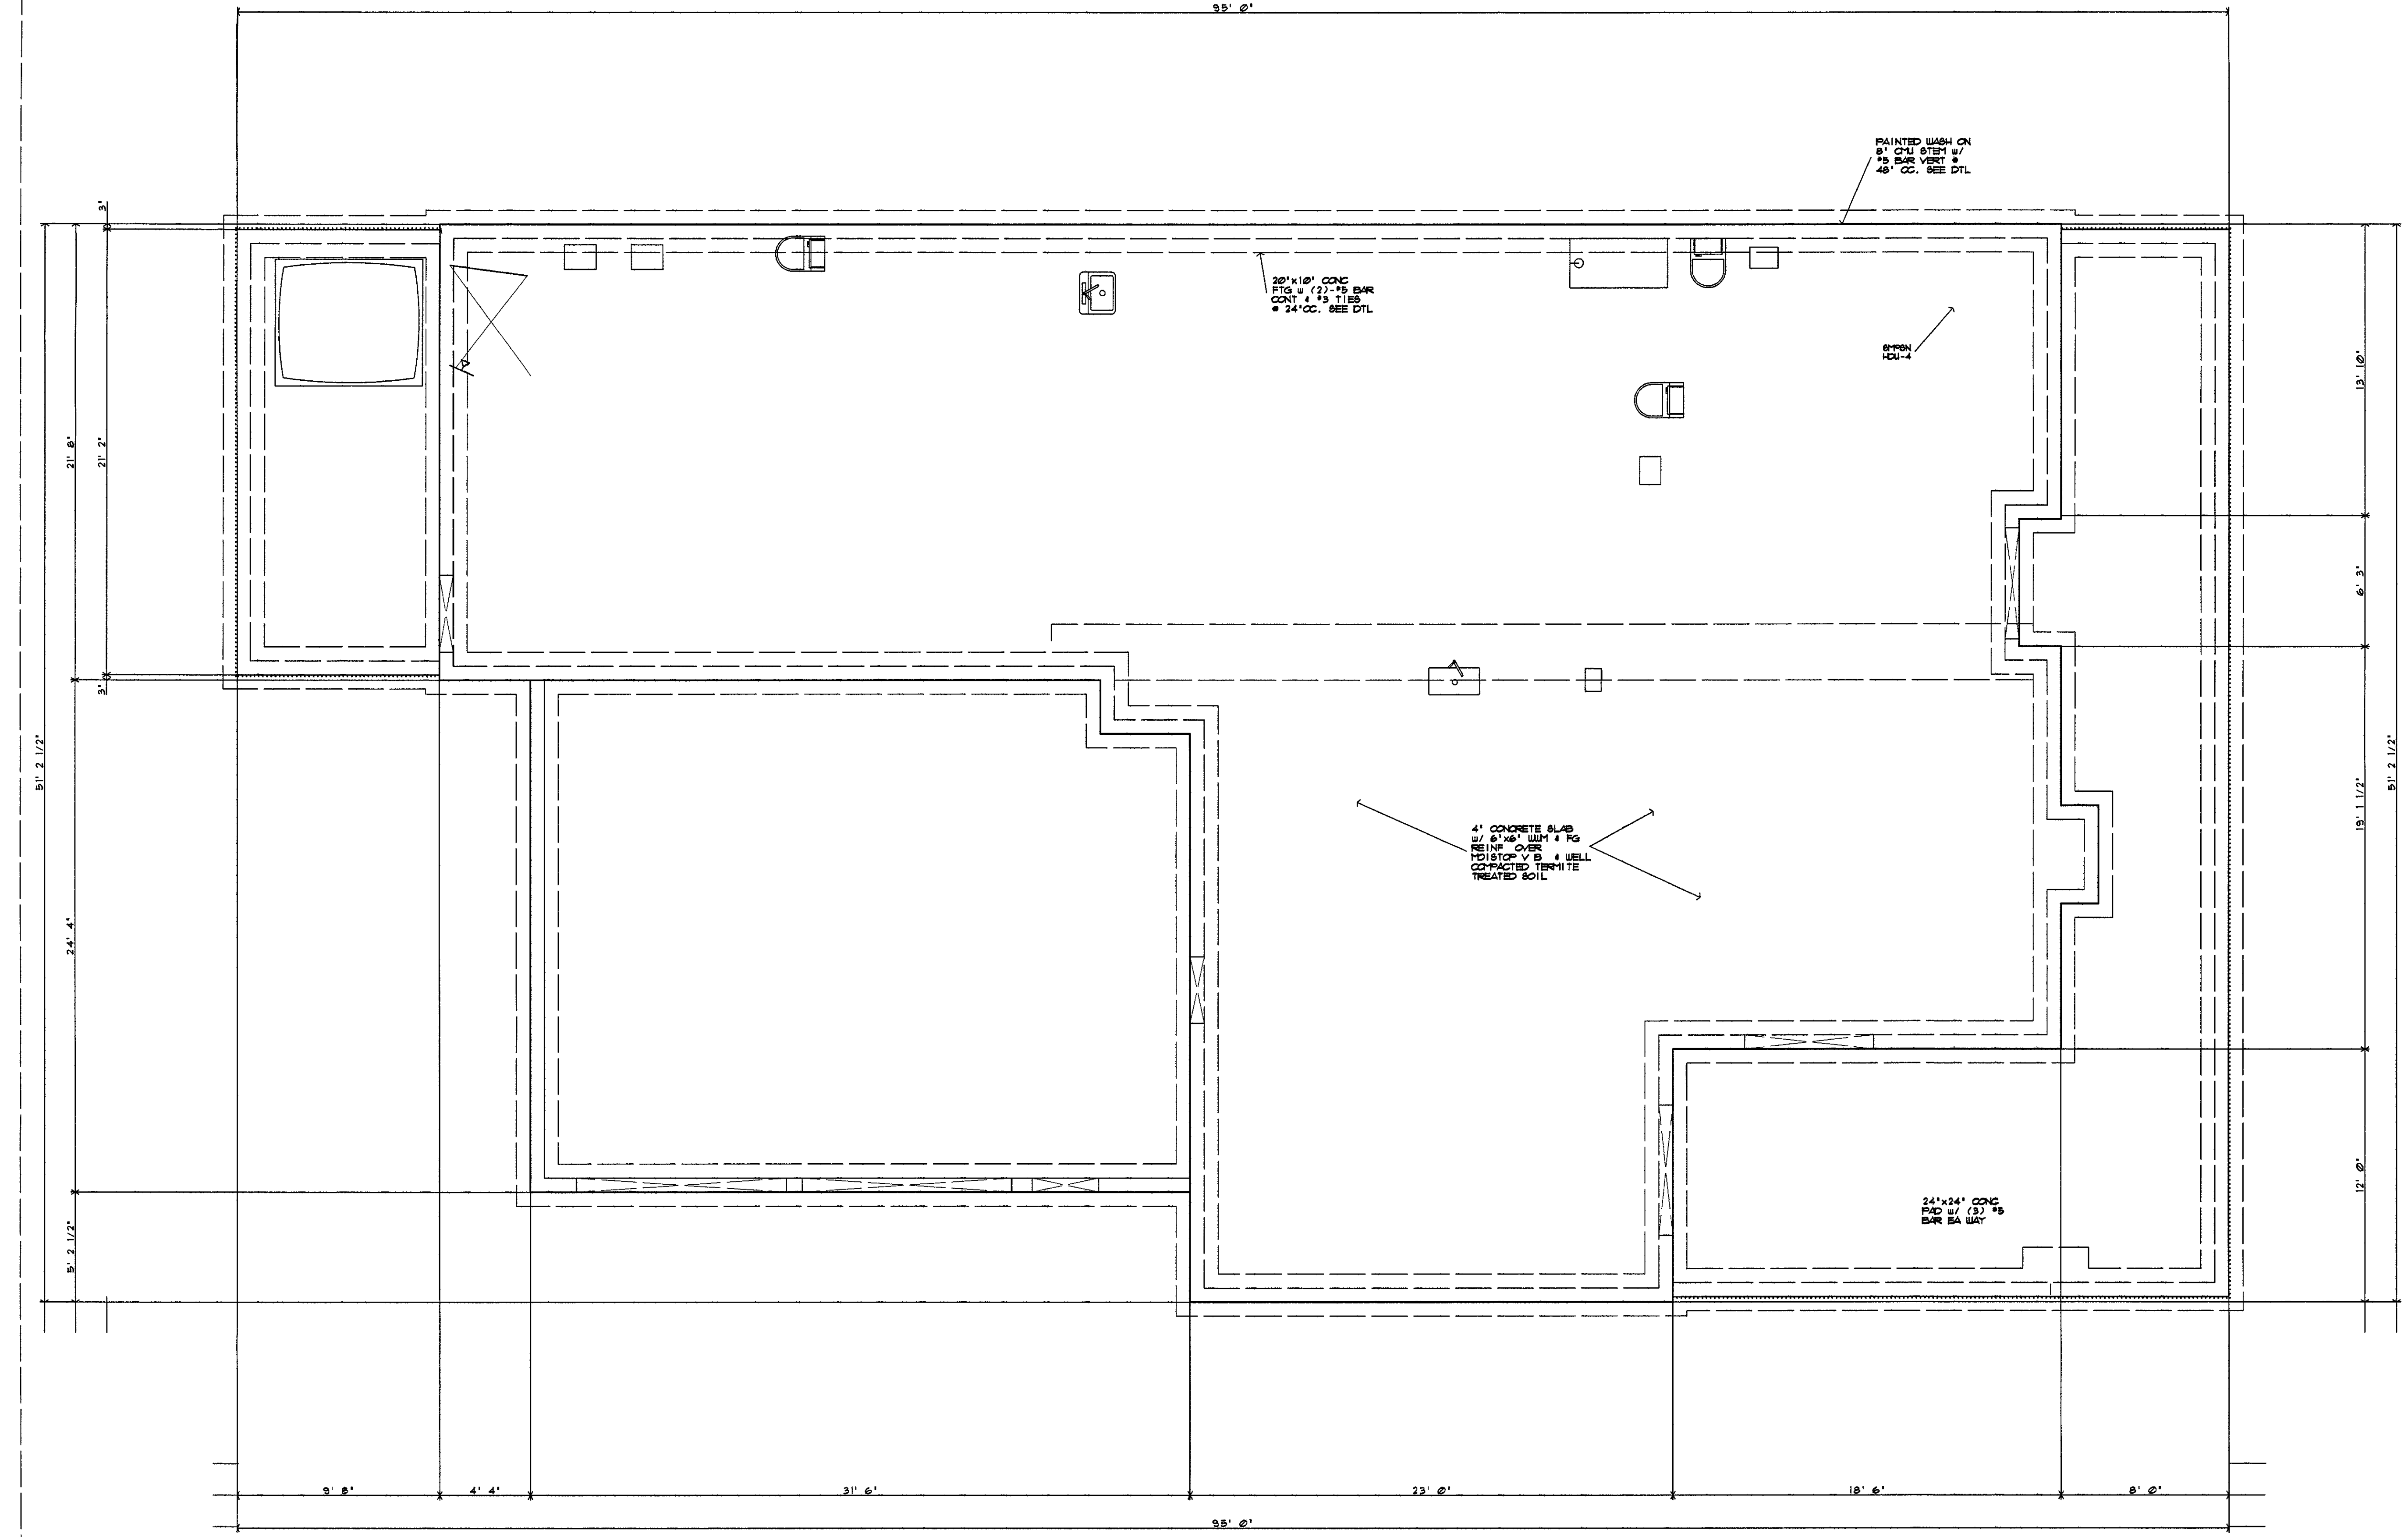 95' 0"
PAINTED WASH ON
8" CMU STEM w/
#5 BAR VERT @
48" OC. SEE DTL
3"
20"x10" CONC
FTG w (2)-#5 BAR
CONT & #3 TIES
@ 24"OC. SEE DTL
SMPSN
HDU-4
13' 10"
21' 8"
21' 2"
6' 3"
3"
51' 2 1/2"
51' 2 1/2"
19' 1 1/2"
4" CONCRETE SLAB
w/ 6"x6" WWM & FG
REINF OVER
MOISTOP V B & WELL
COMPACTED TERMITE
TREATED SOIL
24' 4"
12' 0"
24"x24" CONC
PAD w/ (3) #5
BAR EA WAY
5' 2 1/2"
9' 8"
4' 4"
31' 6"
23' 0"
18' 6"
8' 0"
95' 0"